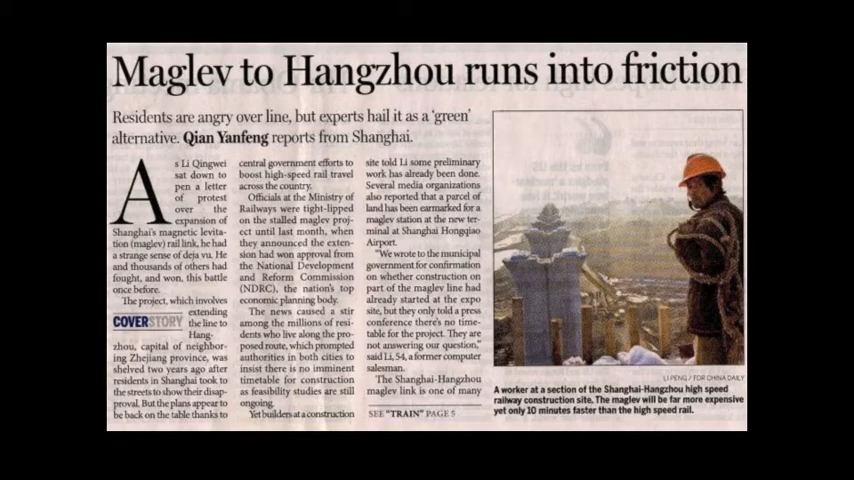 Maglev to Hangzhou runs into friction
Residents are angry over line, but experts hail it as a 'green'
alternative. Qian Yanfeng reports from Shanghai.
As Li Qingwei
sat down to
pen a letter
of protest
over the
expansion of
Shanghai's magnetic levita-
tion (maglev) rail link, he had
a strange sense of deja vu. He
and thousands of others had
fought, and won, this battle
once before.
The project, which involves
COVERSTORY
extending
the line to
Hang-
zhou, capital of neighbor-
ing Zhejiang province, was
shelved two years ago after
residents in Shanghai took to
the streets to show their disap-
proval. But the plans appear to
be back on the table thanks to
central government efforts to
boost high-speed rail travel
across the country.
Officials at the Ministry of
Railways were tight-lipped
on the stalled maglev proj-
ect until last month, when
they announced the exten-
sion had won approval from
the National Development
and Reform Commission
(NDRC), the nation's top
economic planning body.
The news caused a stir
among the millions of resi-
dents who live along the pro-
posed route, which prompted
authorities in both cities to
insist there is no imminent
timetable for construction
as feasibility studies are still
ongoing.
Yet builders at a construction
site told Li some preliminary
work has already been done.
Several media organizations
also reported that a parcel of
land has been earmarked for a
maglev station at the new ter-
minal at Shanghai Hongqiao
Airport.
"We wrote to the municipal
government for confirmation
on whether construction on
part of the maglev line had
already started at the expo
site, but they only told a press
conference there's no time-
table for the project. They are
not answering our question,"
said Li, 54, a former computer
salesman.
The Shanghai-Hangzhou
maglev link is one of many
SEE "TRAIN" PAGE 5
LI PENG / FOR CHINA DAILY
A worker at a section of the Shanghai-Hangzhou high speed
railway construction site. The maglev will be far more expensive
yet only 10 minutes faster than the high speed rail.